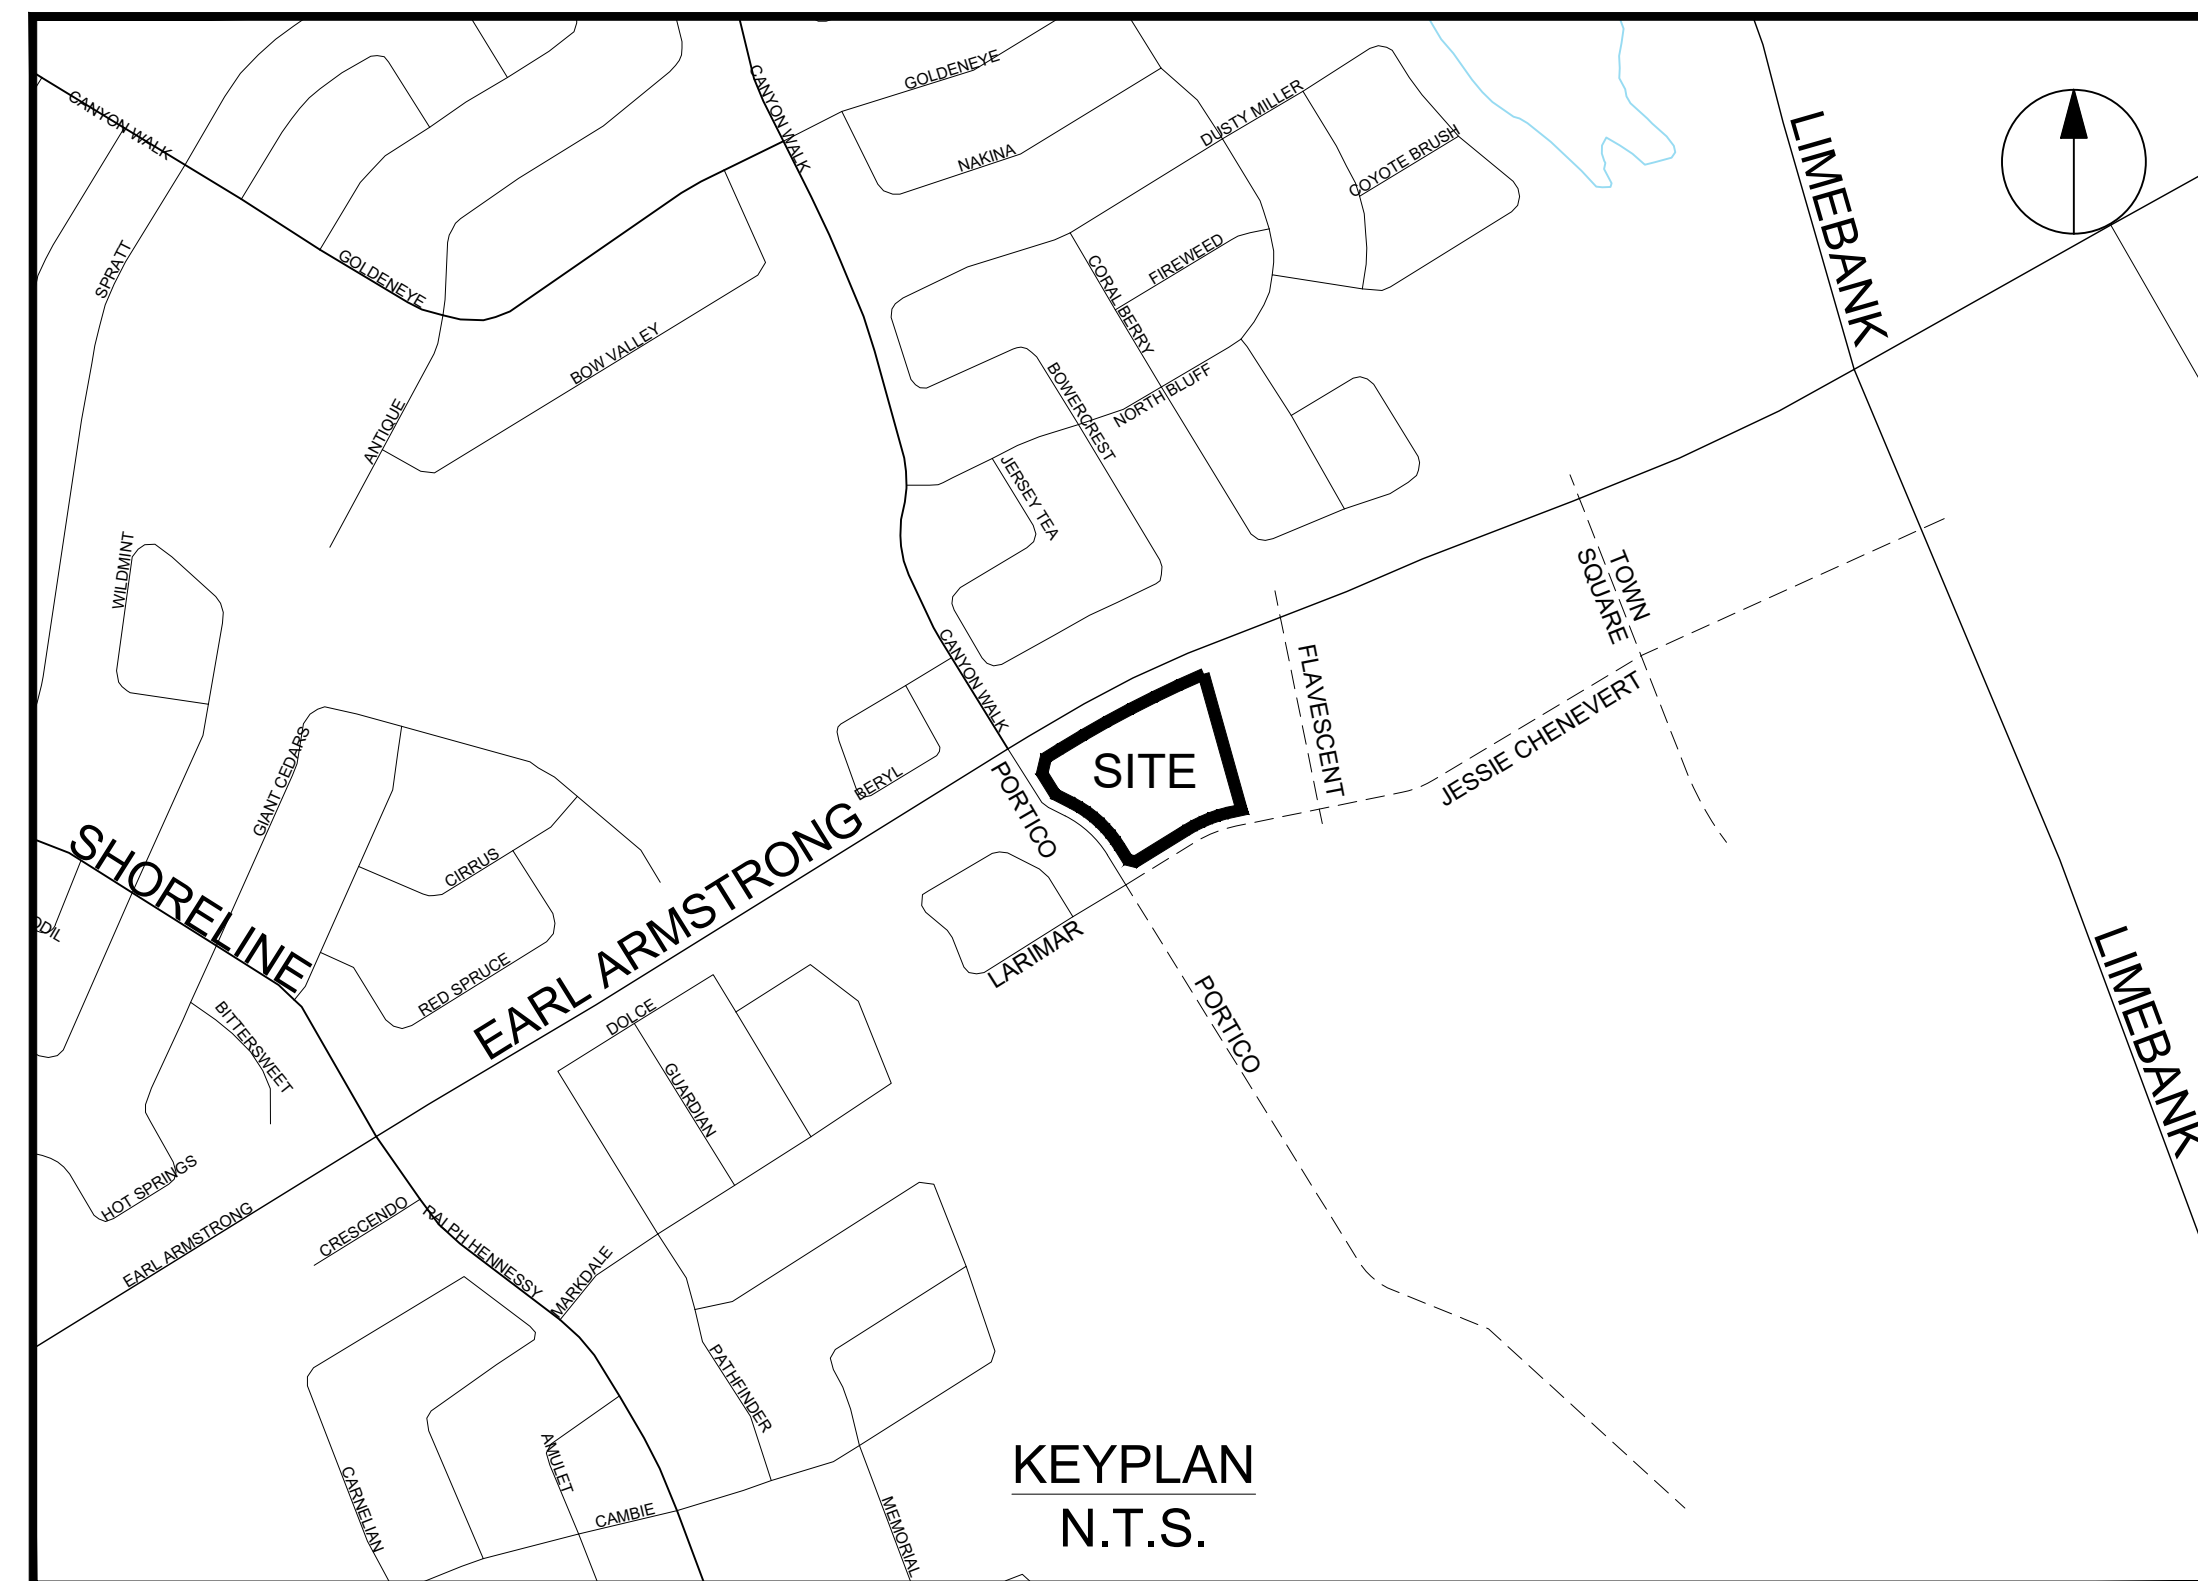 GOLDENEYE
CANYON WALK
CANYON WALK
DUSTY MILLER
NAKINA
COYOTE BRUSH
LIMEBANK
SPRATT
GOLDENEYE
FIREWEED
CORAL BERRY
BOW VALLEY
ANTIQUE
BOWERCREST
NORTH BLUFF
JERSEY TEA
WILDMINT
TOWN
SQUARE
CANYON WALK
FLAVESCENT
JESSIE CHENEVERT
SITE
PORTICO
BERYL
GIANT CEDARS
SHORELINE
CIRRUS
EARL ARMSTRONG
LARIMAR
RED SPRUCE
LIMEBANK
PORTICO
DOLCE
BITTERSWEET
GUARDIAN
HOT SPRINGS
EARL ARMSTRONG
CRESCENDO
RALPH HENNESSY
MARKDALE
PATHFINDER
AMULET
CARNELIAN
CAMBIE
MEMORIAL
KEYPLAN
N.T.S.